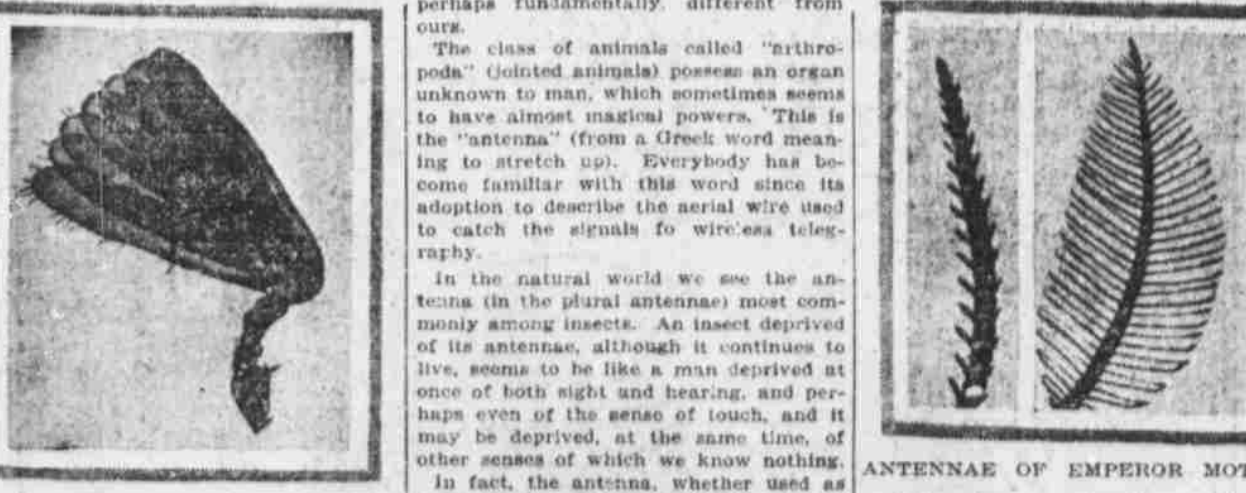 perhaps fundamentally, different from
ours.
The class of animals called "arthro-
poda" (jointed animals) possess an organ
unknown to man, which sometimes seems
to have almost magical powers. This is
the "antenna" (from a Greek word mean-
ing to stretch up). Everybody has be-
come familiar with this word since its
adoption to describe the aerial wire used
to catch the signals fo wireless teleg-
raphy.
In the natural world we see the an-
tenna (in the plural antennae) most com-
monly among insects. An insect deprived
of its antennae, although it continues to
live, seems to be like a man deprived at
once of both sight and hearing, and per-
haps even of the sense of touch, and it
may be deprived, at the same time, of
other senses of which we know nothing.
In fact, the antenna, whether used as
ANTENNAE OF EMPEROR MOT